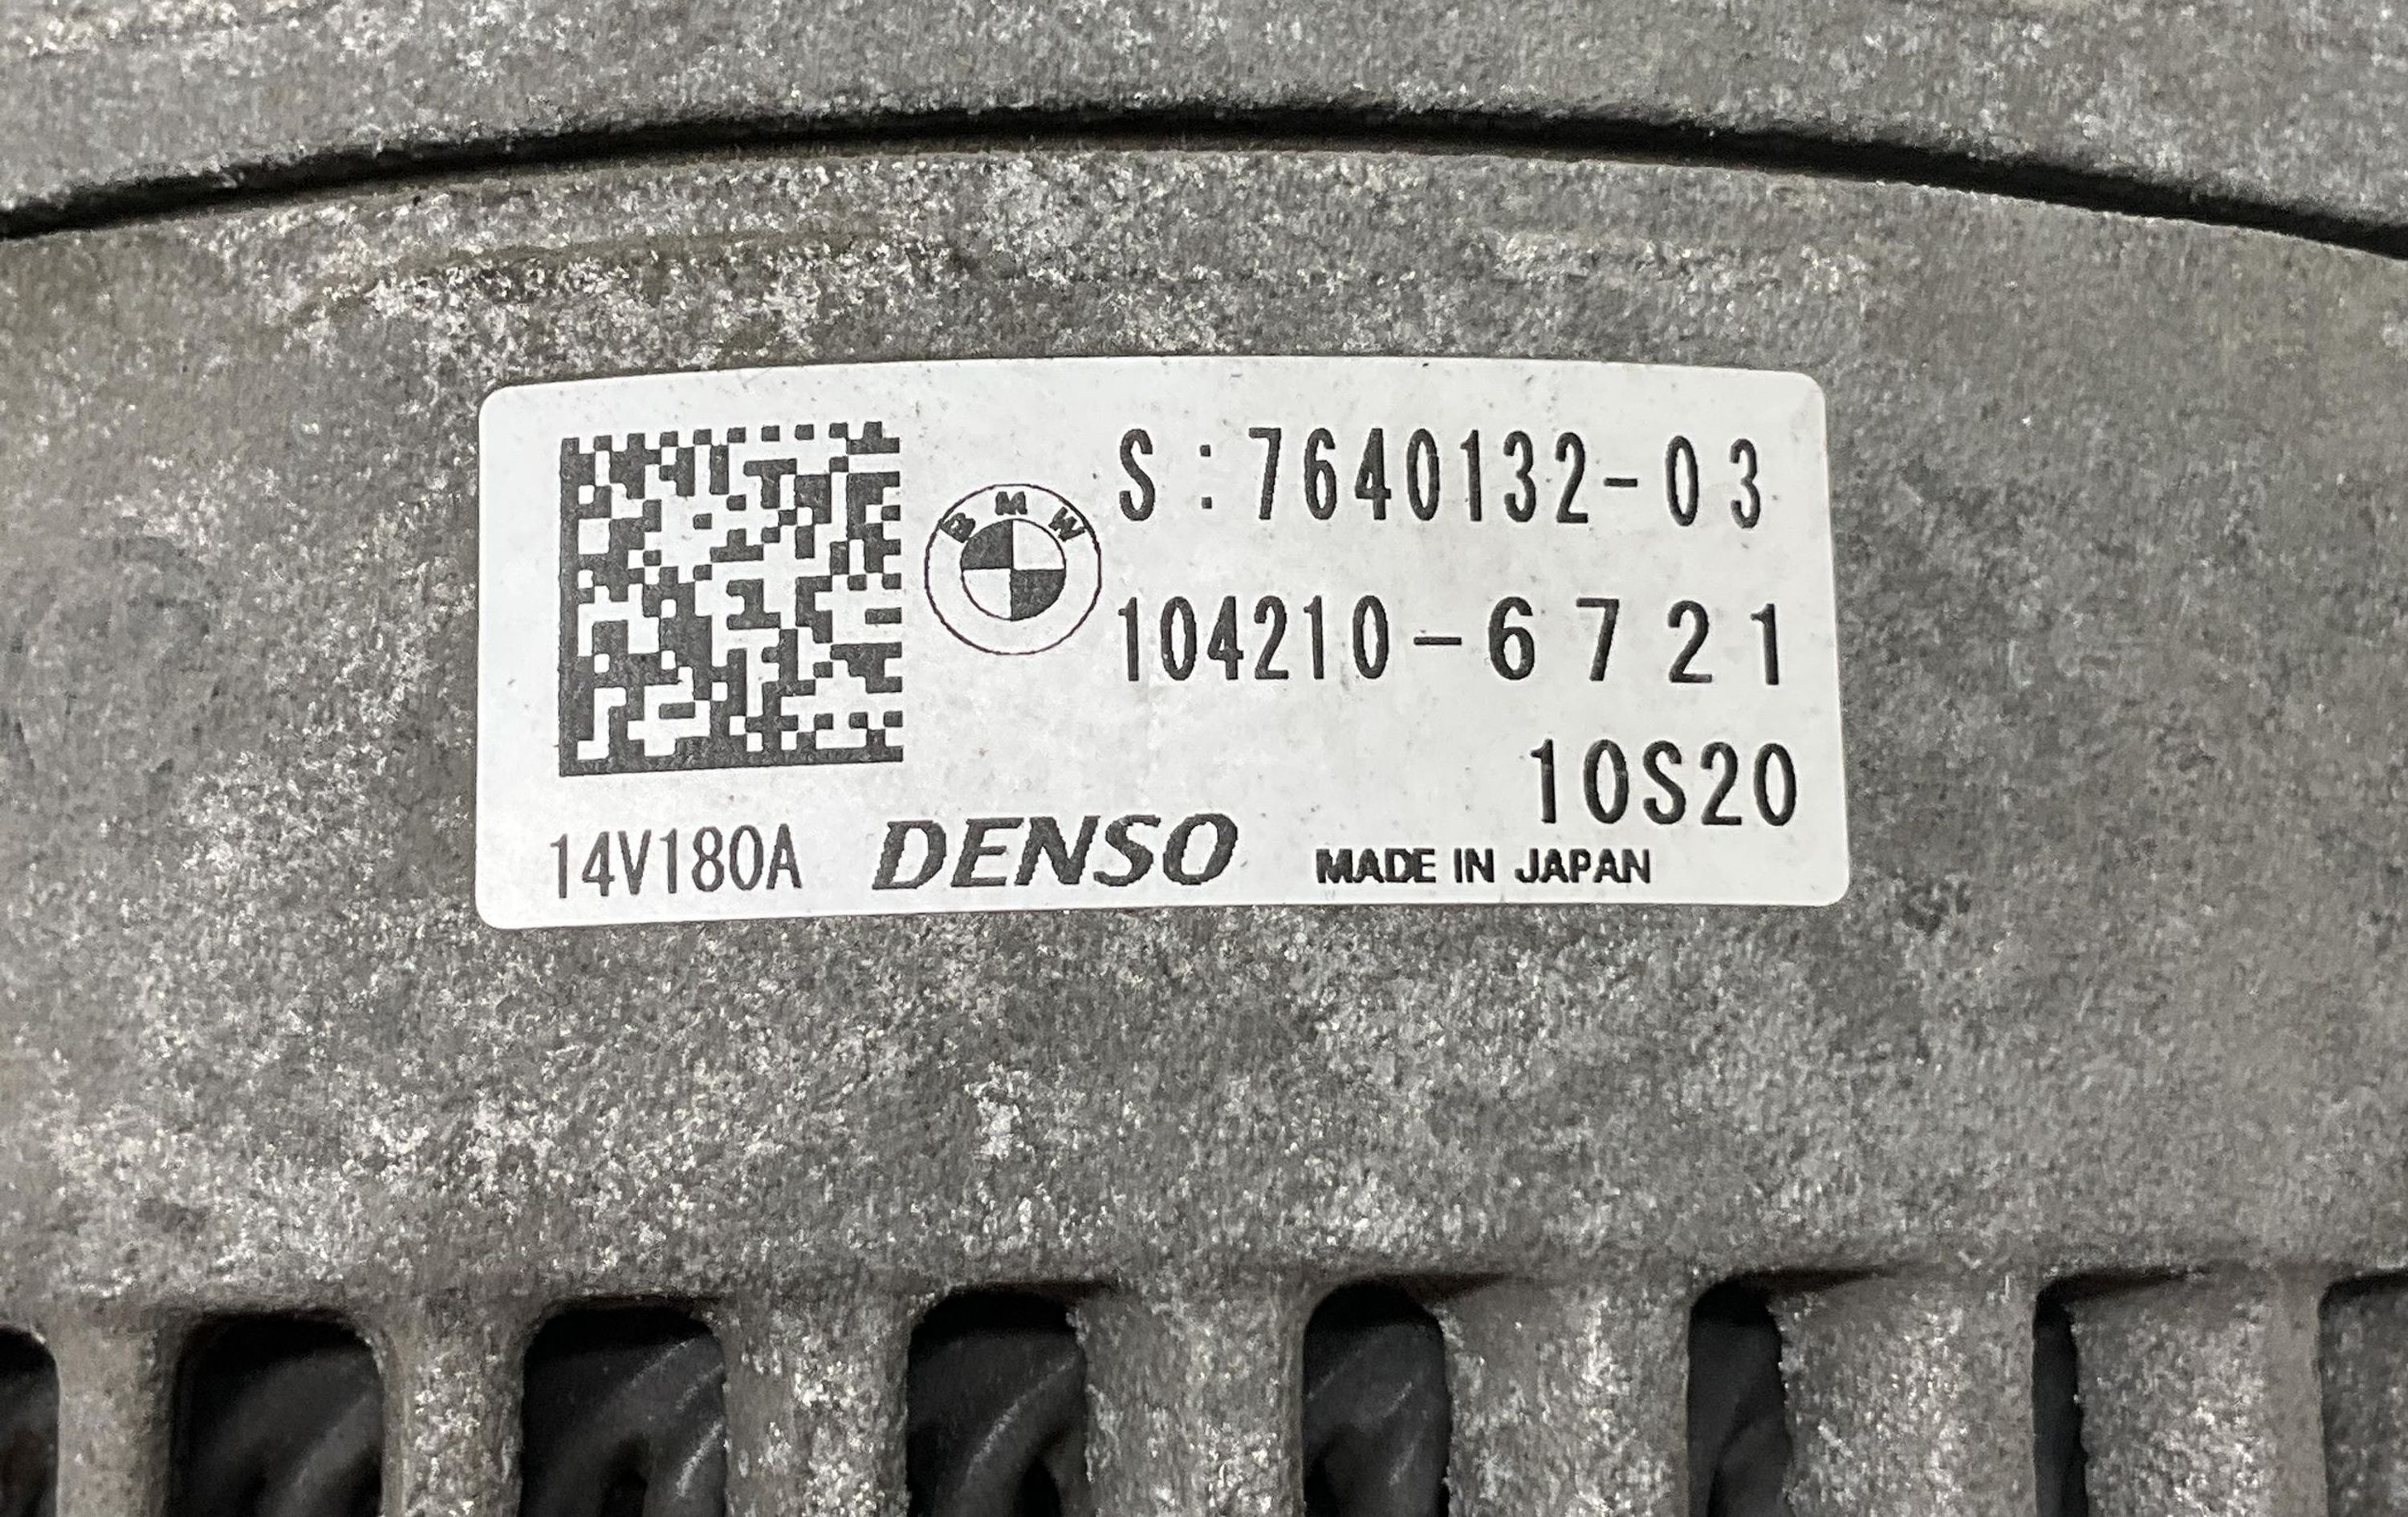 BMW
S:7640132-03
104210-6721
10S20
14V180A DENSO MADE IN JAPAN